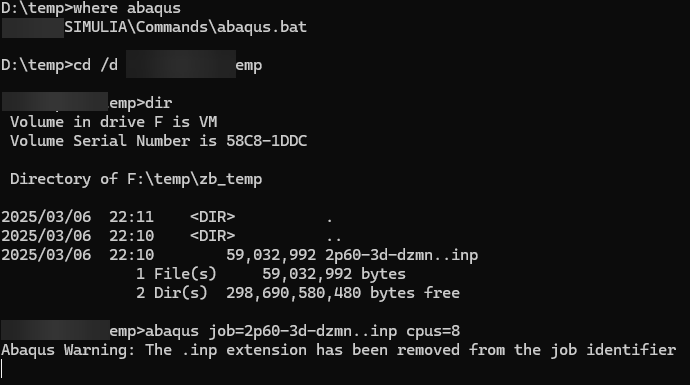 D:\temp>where abaqus
SIMULIA\Commands\abaqus.bat
D:\temp>cd /d emp
emp>dir
Volume in drive F is VM
Volume Serial Number is 58C8-1DDC
Directory of F:\temp\zb_temp
2025/03/06 22:11 <DIR> .
2025/03/06 22:10 <DIR> ..
2025/03/06 22:10 59,032,992 2p60-3d-dzmn..inp
1 File(s) 59,032,992 bytes
2 Dir(s) 298,690,580,480 bytes free
emp>abaqus job=2p60-3d-dzmn..inp cpus=8
Abaqus Warning: The .inp extension has been removed from the job identifier